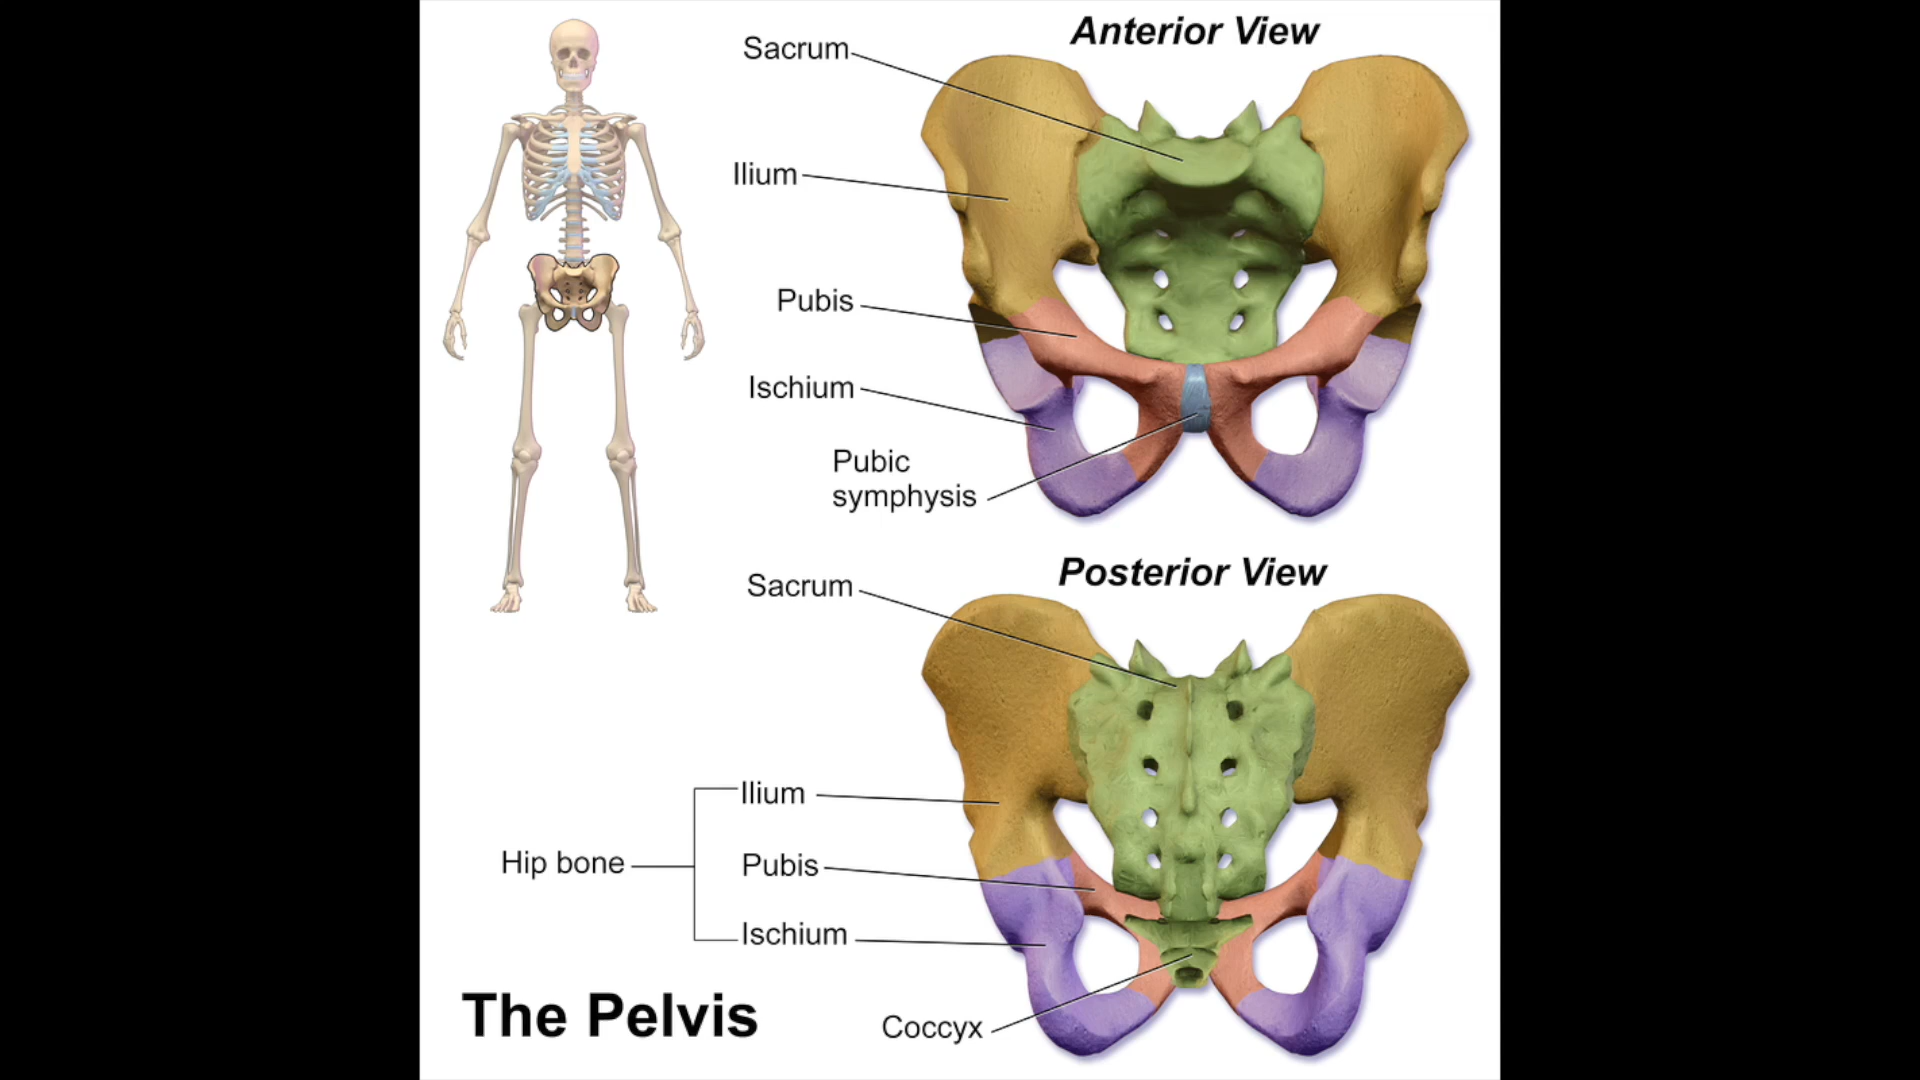 Anterior View
Sacrum
Ilium
Pubis
Ischium
Pubic
symphysis
Posterior View
Sacrum
Ilium
Hip bone
Pubis
Ischium
The Pelvis
Coccyx